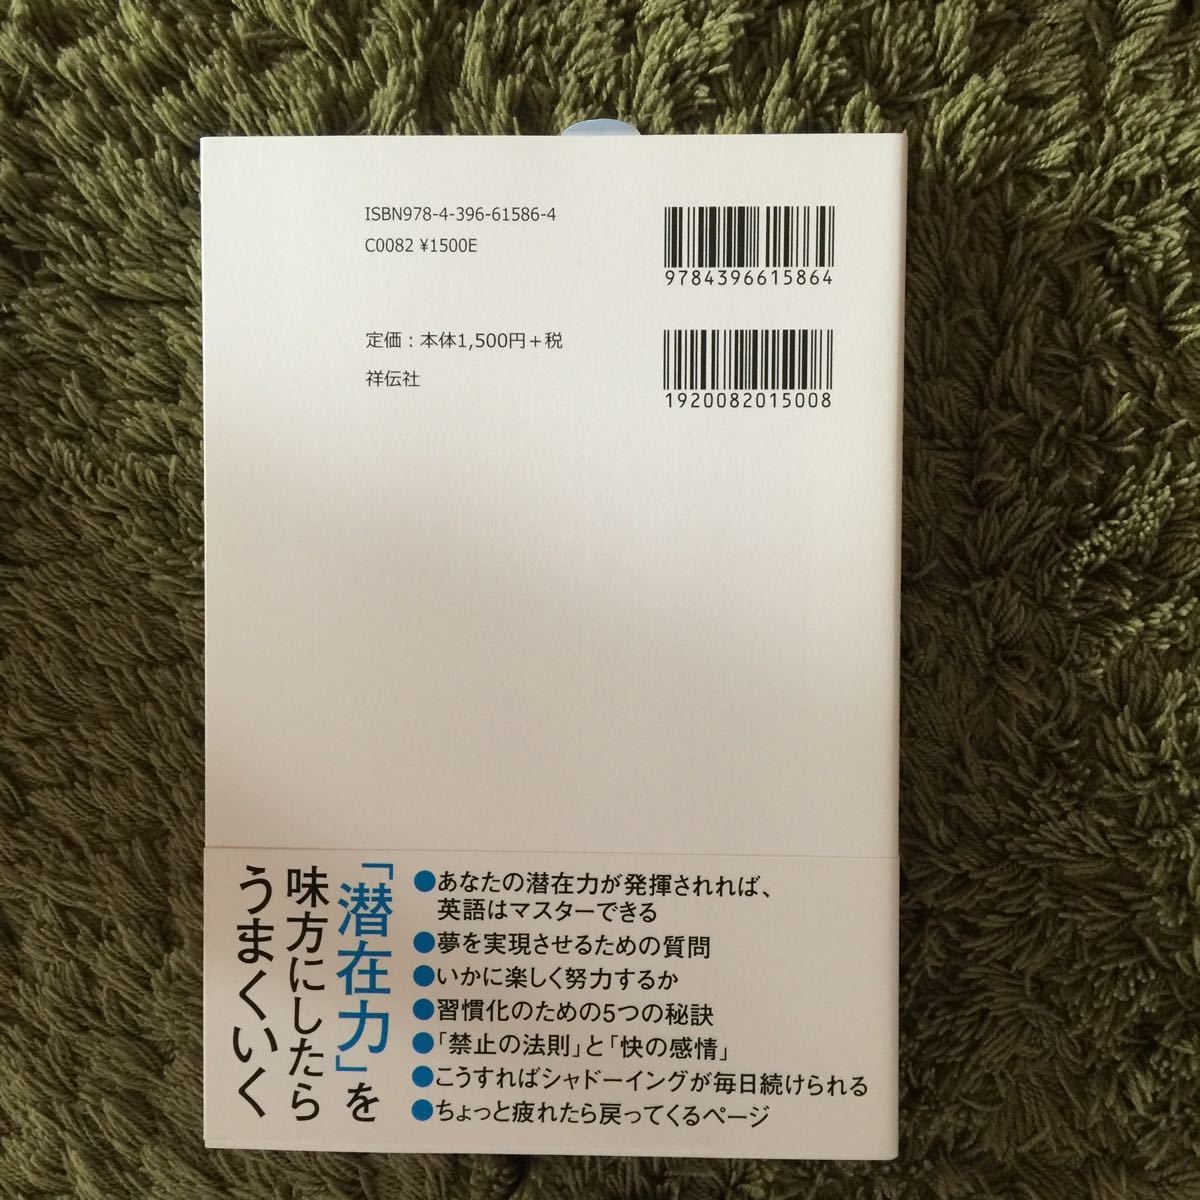 ISBN978-4-396-61586-4
C0082 ¥1500E
9784396615864
定価：本体1,500円＋税
祥伝社
1920082015008
「潜在力」を
味方にしたら
うまくいく
●あなたの潜在力が発揮されれば、
英語はマスターできる
●夢を実現させるための質問
●いかに楽しく努力するか
●習慣化のための5つの秘訣
●「禁止の法則」と「快の感情」
●こうすればシャドーイングが毎日続けられる
●ちょっと疲れたら戻ってくるページ